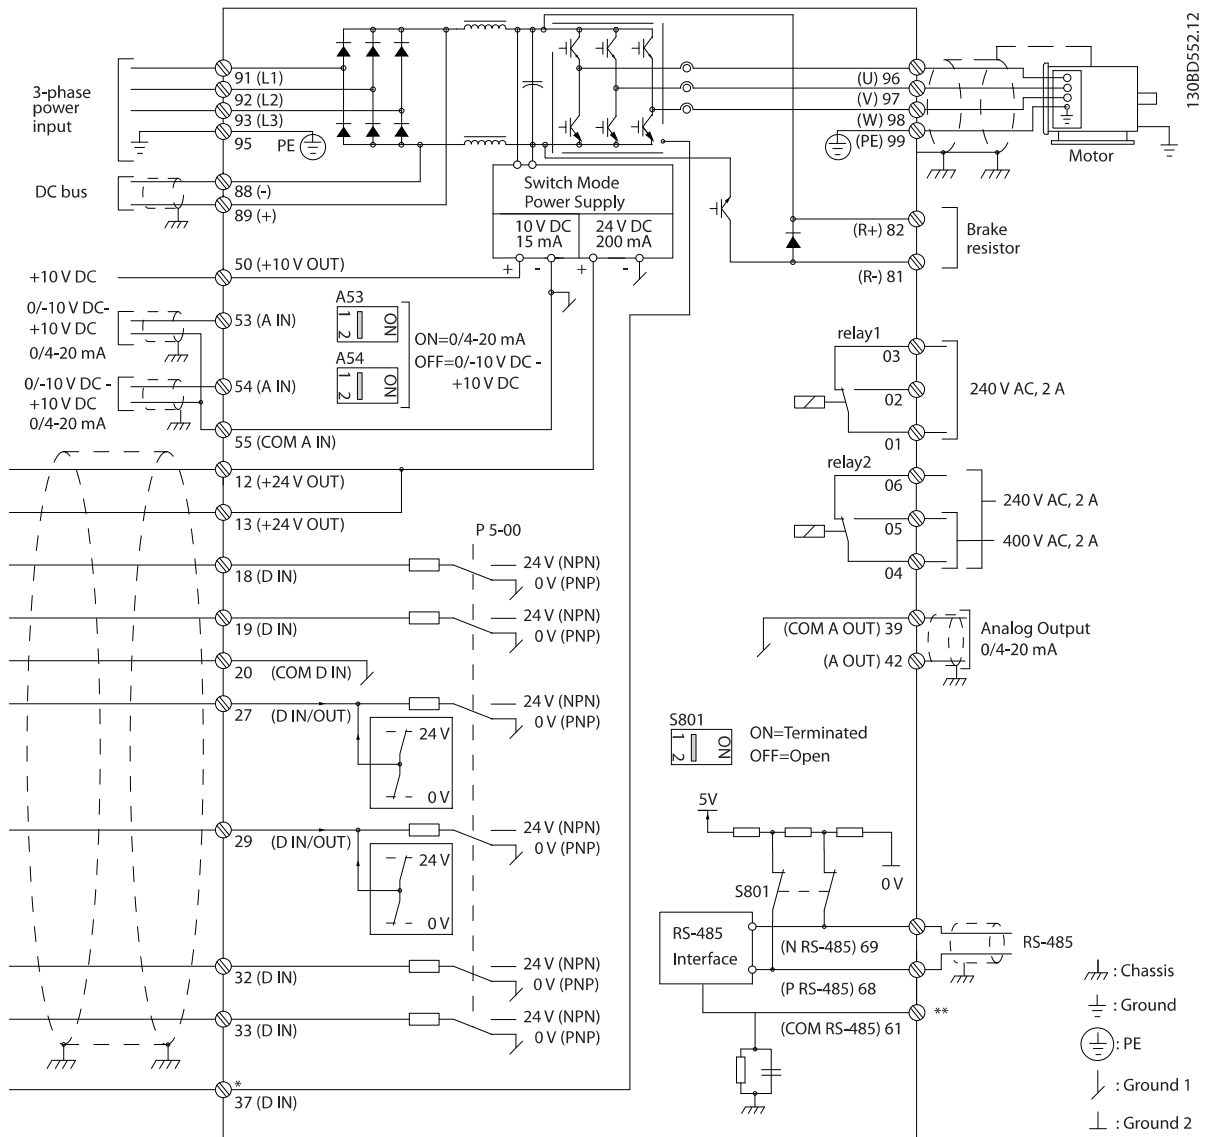 130BD552.12
3-phase
power
input
91 (L1)
92 (L2)
93 (L3)
95
PE
(U) 96
(V) 97
(W) 98
(PE) 99
Motor
DC bus
88 (-)
89 (+)
Switch Mode
Power Supply
10 V DC
15 mA
24 V DC
200 mA
+
-
+
-
(R+) 82
(R-) 81
Brake
resistor
+10 V DC
50 (+10 V OUT)
0/-10 V DC-
+10 V DC
0/4-20 mA
53 (A IN)
0/-10 V DC -
+10 V DC
0/4-20 mA
54 (A IN)
55 (COM A IN)
A53
1
2
ON
A54
1
2
ON
ON=0/4-20 mA
OFF=0/-10 V DC -
+10 V DC
relay1
03
02
01
240 V AC, 2 A
relay2
06
05
04
240 V AC, 2 A
400 V AC, 2 A
12 (+24 V OUT)
13 (+24 V OUT)
P 5-00
18 (D IN)
24 V (NPN)
0 V (PNP)
19 (D IN)
24 V (NPN)
0 V (PNP)
20 (COM D IN)
27 (D IN/OUT)
24 V (NPN)
0 V (PNP)
24 V
0 V
29 (D IN/OUT)
24 V (NPN)
0 V (PNP)
24 V
0 V
32 (D IN)
24 V (NPN)
0 V (PNP)
33 (D IN)
24 V (NPN)
0 V (PNP)
*
37 (D IN)
(COM A OUT) 39
(A OUT) 42
Analog Output
0/4-20 mA
S801
1
2
ON
ON=Terminated
OFF=Open
5V
0 V
S801
RS-485
Interface
(N RS-485) 69
(P RS-485) 68
(COM RS-485) 61
RS-485
**
: Chassis
: Ground
: PE
: Ground 1
: Ground 2